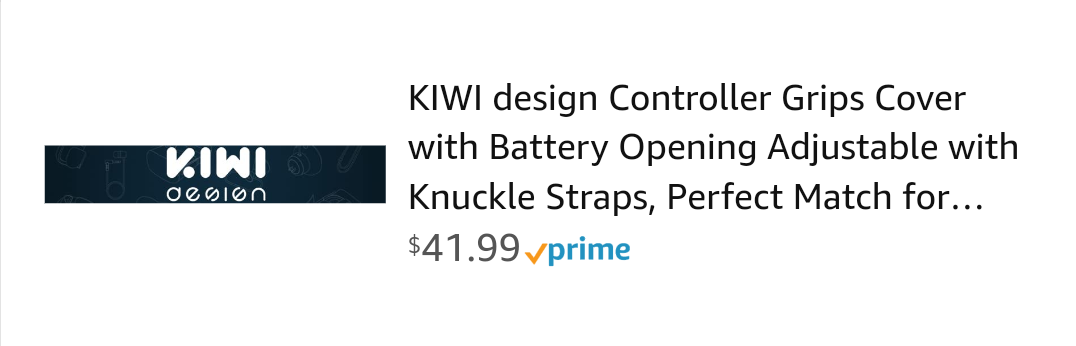 KIWI
design
KIWI design Controller Grips Cover
with Battery Opening Adjustable with
Knuckle Straps, Perfect Match for…
$41.99 prime